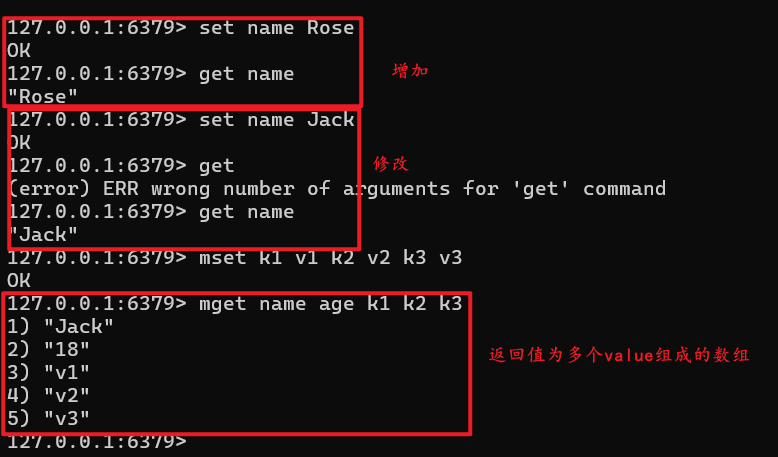 127.0.0.1:6379> set name Rose
OK
127.0.0.1:6379> get name
增加
"Rose"
127.0.0.1:6379> set name Jack
OK
127.0.0.1:6379> get
修改
(error) ERR wrong number of arguments for 'get' command
127.0.0.1:6379> get name
"Jack"
127.0.0.1:6379> mset k1 v1 k2 v2 k3 v3
OK
127.0.0.1:6379> mget name age k1 k2 k3
1) "Jack"
2) "18"
返回值为多个value组成的数组
3) "v1"
4) "v2"
5) "v3"
127.0.0.1:6379>